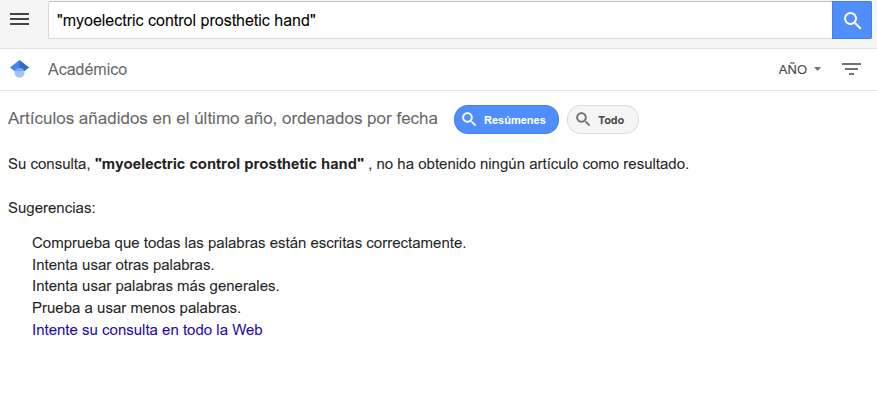 "myoelectric control prosthetic hand"
Académico
AÑO
Artículos añadidos en el último año, ordenados por fecha
Resúmenes
Todo
Su consulta, "myoelectric control prosthetic hand" , no ha obtenido ningún artículo como resultado.
Sugerencias:
Comprueba que todas las palabras están escritas correctamente.
Intenta usar otras palabras.
Intenta usar palabras más generales.
Prueba a usar menos palabras.
Intente su consulta en todo la Web